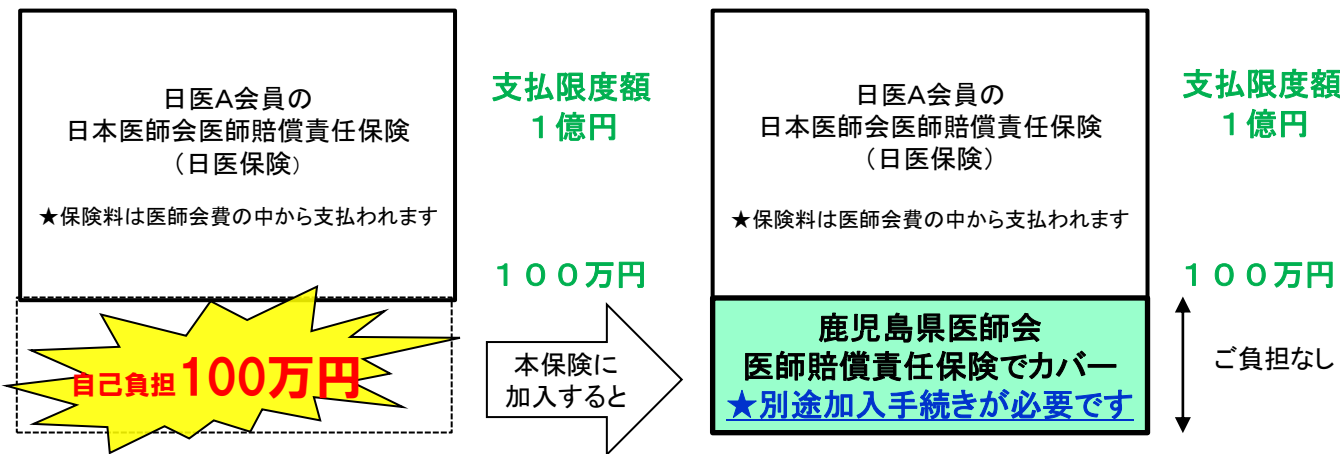 日医A会員の
日本医師会医師賠償責任保険
（日医保険）
★保険料は医師会費の中から支払われます
支払限度額
１億円
１００万円
自己負担100万円
本保険に
加入すると
日医A会員の
日本医師会医師賠償責任保険
（日医保険）
★保険料は医師会費の中から支払われます
支払限度額
１億円
１００万円
鹿児島県医師会
医師賠償責任保険でカバー
★別途加入手続きが必要です
ご負担なし